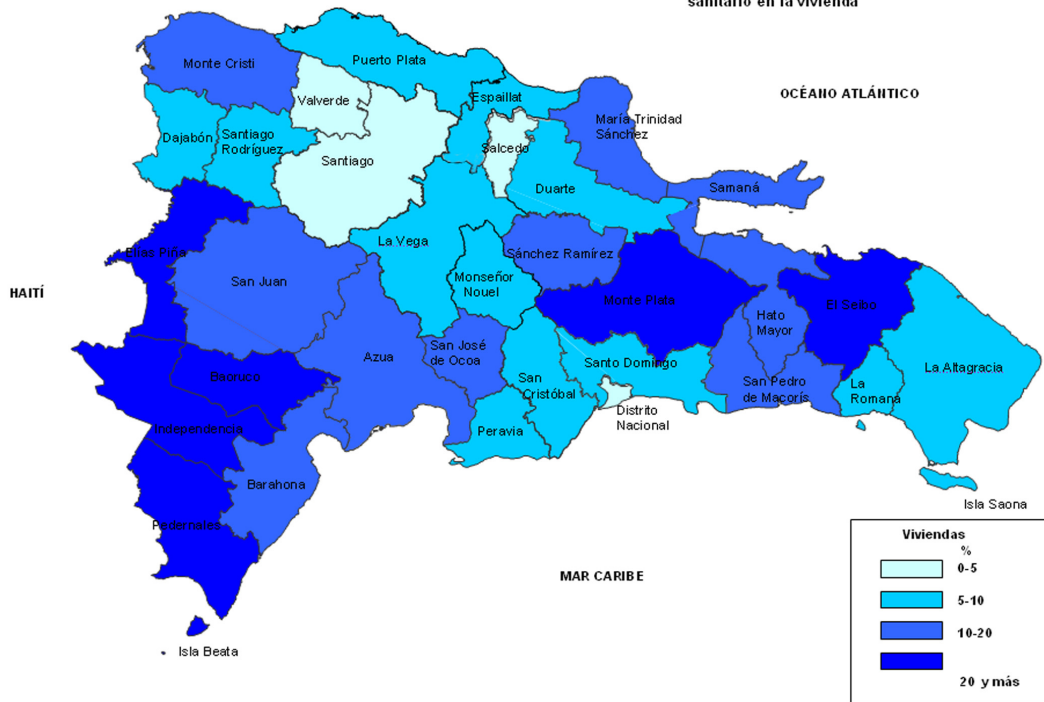 sanitario en la vivienda
Monte Cristi
Puerto Plata
Valverde
Espaillat
OCÉANO ATLÁNTICO
María Trinidad
Sánchez
Dajabón
Santiago
Rodríguez
Santiago
Salcedo
Duarte
Samaná
Elías Piña
La Vega
Sánchez Ramírez
San Juan
Monseñor
Nouel
HAITÍ
Monte Plata
El Seibo
Hato
Mayor
Azua
San José
de Ocoa
Santo Domingo
La Altagracia
Baoruco
San
Cristóbal
San Pedro
de Macorís
La
Romana
Distrito
Nacional
Independencia
Peravia
Barahona
Isla Saona
Pedernales
MAR CARIBE
Isla Beata
Viviendas
%
0-5
5-10
10-20
20 y más